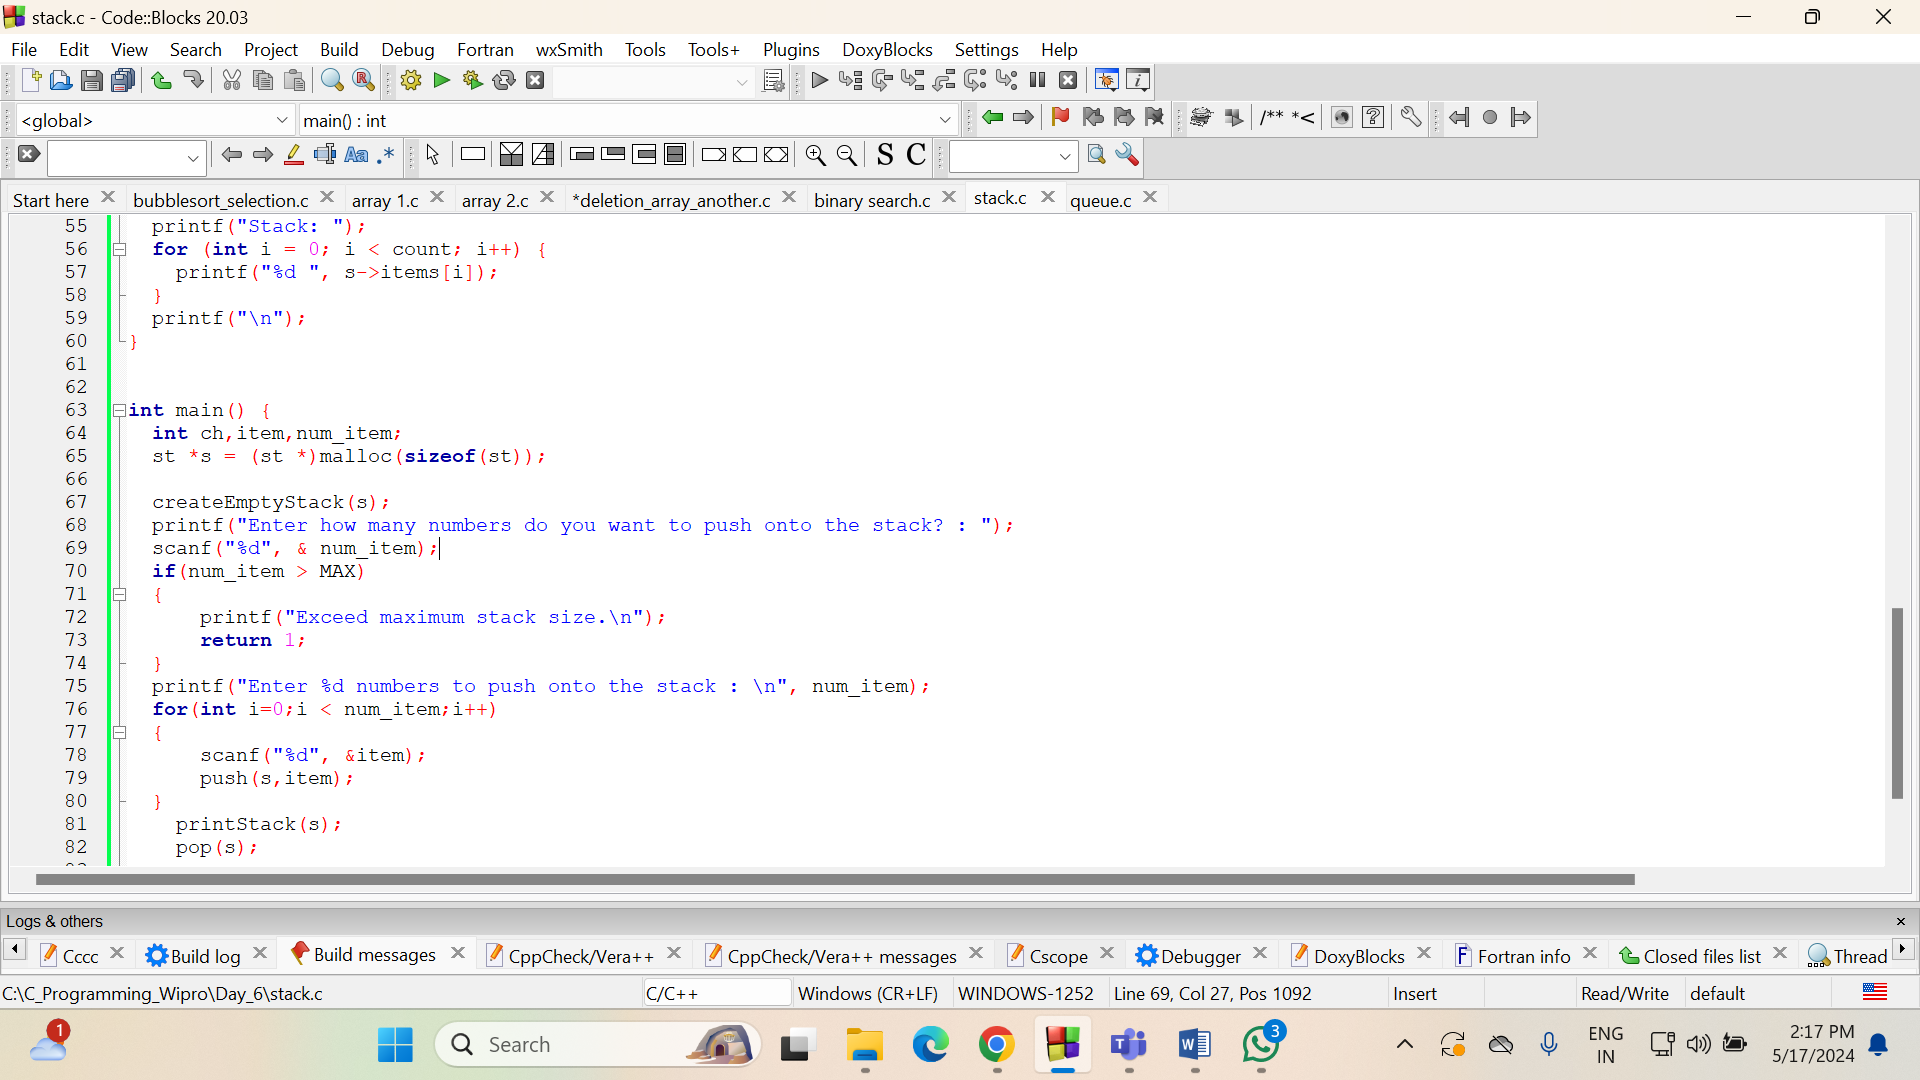 stack.c - Code::Blocks 20.03
File Edit View Search Project Build Debug Fortran wxSmith Tools Tools+ Plugins DoxyBlocks Settings Help
<global> main() : int /** *<
Aa .* S C
Start here bubblesort_selection.c array 1.c array 2.c *deletion_array_another.c binary search.c stack.c queue.c
55 printf("Stack: ");
56 for (int i = 0; i < count; i++) {
57 printf("%d ", s->items[i]);
58 }
59 printf("\n");
60 }
61
62
63 int main() {
64 int ch,item,num_item;
65 st *s = (st *)malloc(sizeof(st));
66
67 createEmptyStack(s);
68 printf("Enter how many numbers do you want to push onto the stack? : ");
69 scanf("%d", & num_item);
70 if(num_item > MAX)
71 {
72 printf("Exceed maximum stack size.\n");
73 return 1;
74 }
75 printf("Enter %d numbers to push onto the stack : \n", num_item);
76 for(int i=0;i < num_item;i++)
77 {
78 scanf("%d", &item);
79 push(s,item);
80 }
81 printStack(s);
82 pop(s);
Logs & others
Cccc Build log Build messages CppCheck/Vera++ CppCheck/Vera++ messages Cscope Debugger DoxyBlocks Fortran info Closed files list Thread
C:\C_Programming_Wipro\Day_6\stack.c C/C++ Windows (CR+LF) WINDOWS-1252 Line 69, Col 27, Pos 1092 Insert Read/Write default
1 Search 3 ENG IN 2:17 PM 5/17/2024